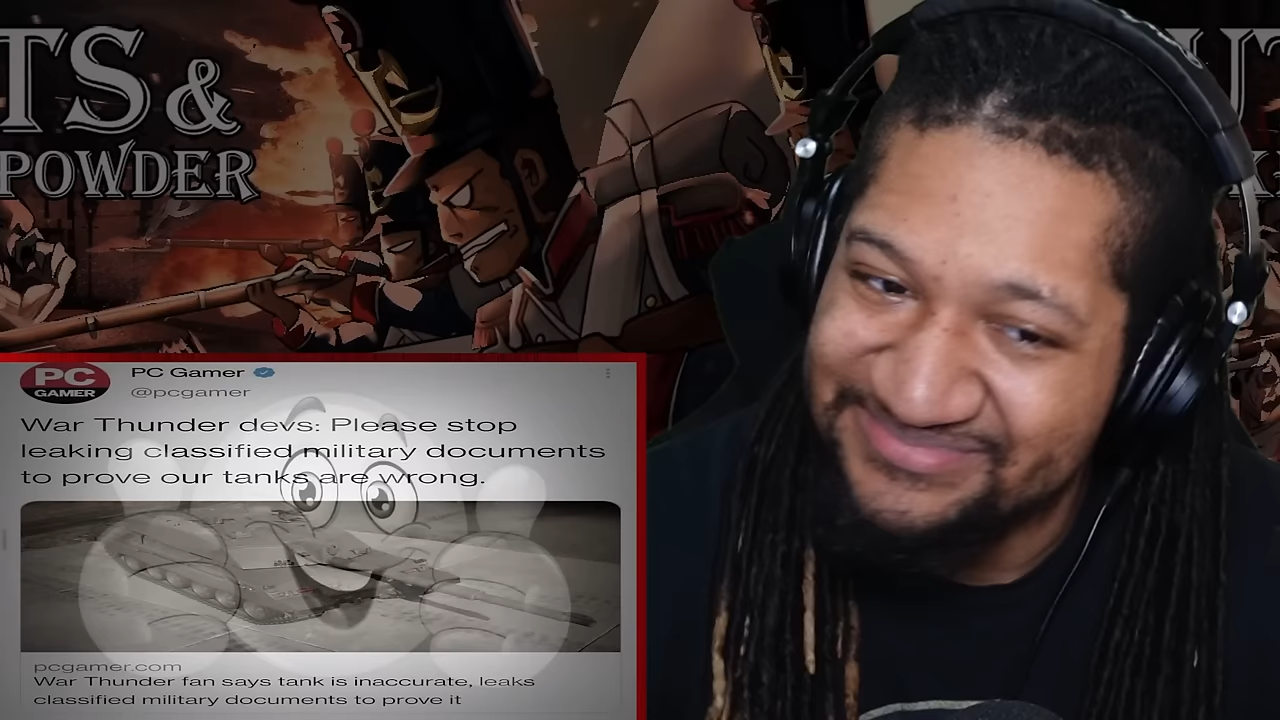 TS &
POWDER
UT
PC
GAMER
PC Gamer
@pcgamer
War Thunder devs: Please stop
leaking classified military documents
to prove our tanks are wrong.
pcgamer.com
War Thunder fan says tank is inaccurate, leaks
classified military documents to prove it